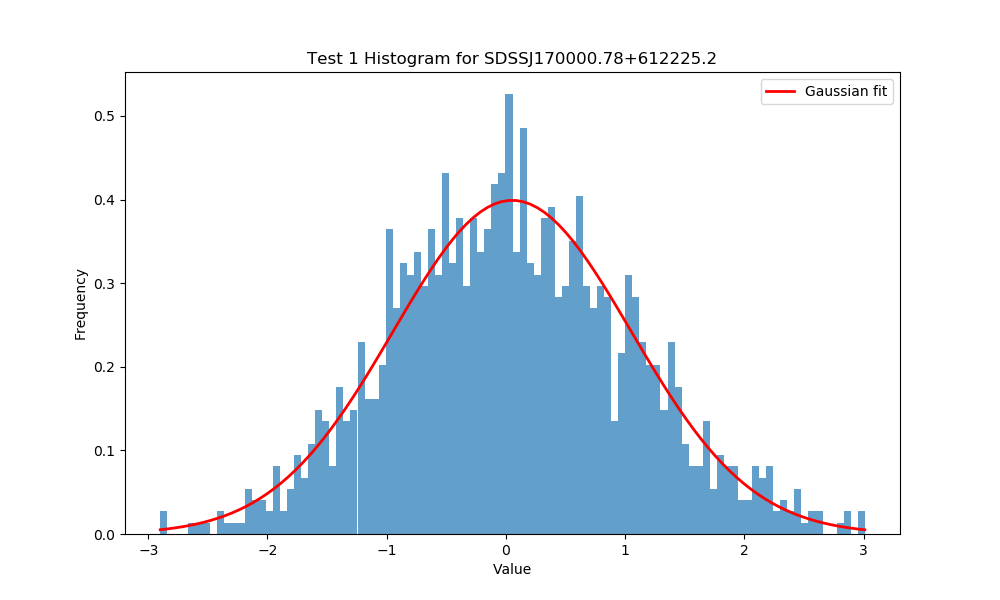 Test 1 Histogram for SDSSJ170000.78+612225.2
Gaussian fit
Frequency
0.5
0.4
0.3
0.2
0.1
0.0
−3 −2 −1 0 1 2 3
Value